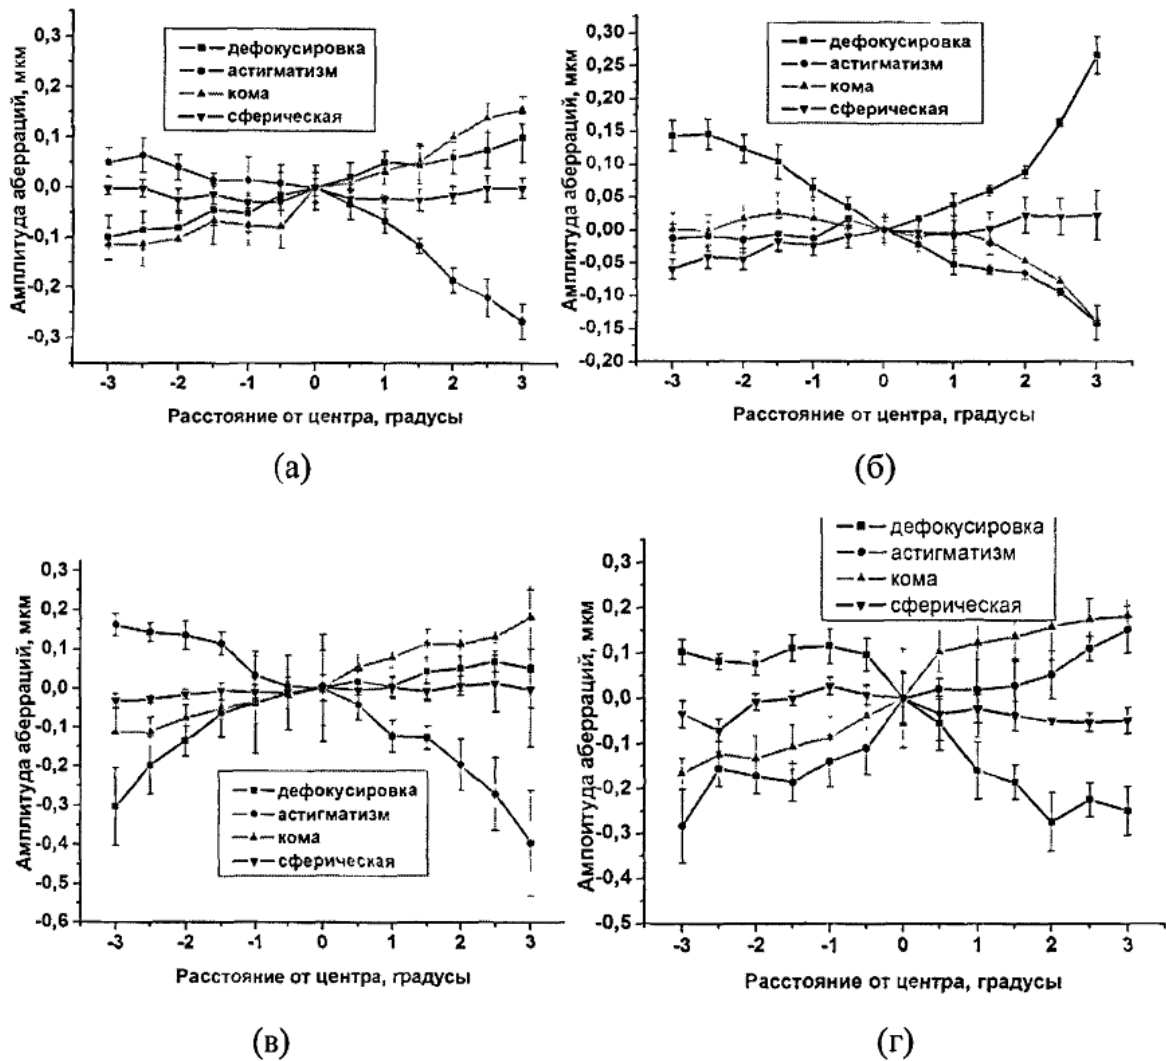 0,3
0,2
0,1
0,0
-0,1
-0,2
-0,3
Амплитуда аберраций, мкм
дефокусировка
астигматизм
кома
сферическая
-3 -2 -1 0 1 2 3
Расстояние от центра, градусы
(а)
0,30
0,25
0,20
0,15
0,10
0,05
0,00
-0,05
-0,10
-0,15
-0,20
Амплитуда аберраций, мкм
дефокусировка
астигматизм
кома
сферическая
-3 -2 -1 0 1 2 3
Расстояние от центра, градусы
(б)
0,3
0,2
0,1
0,0
-0,1
-0,2
-0,3
-0,4
-0,5
-0,6
Амплитуда аберраций, мкм
дефокусировка
астигматизм
кома
сферическая
-3 -2 -1 0 1 2 3
Расстояние от центра, градусы
(в)
0,3
0,2
0,1
0,0
-0,1
-0,2
-0,3
-0,4
-0,5
Ампоитуда аберраций, мкм
дефокусировка
астигматизм
кома
сферическая
-3 -2 -1 0 1 2 3
Расстояние от центра, градусы
(г)